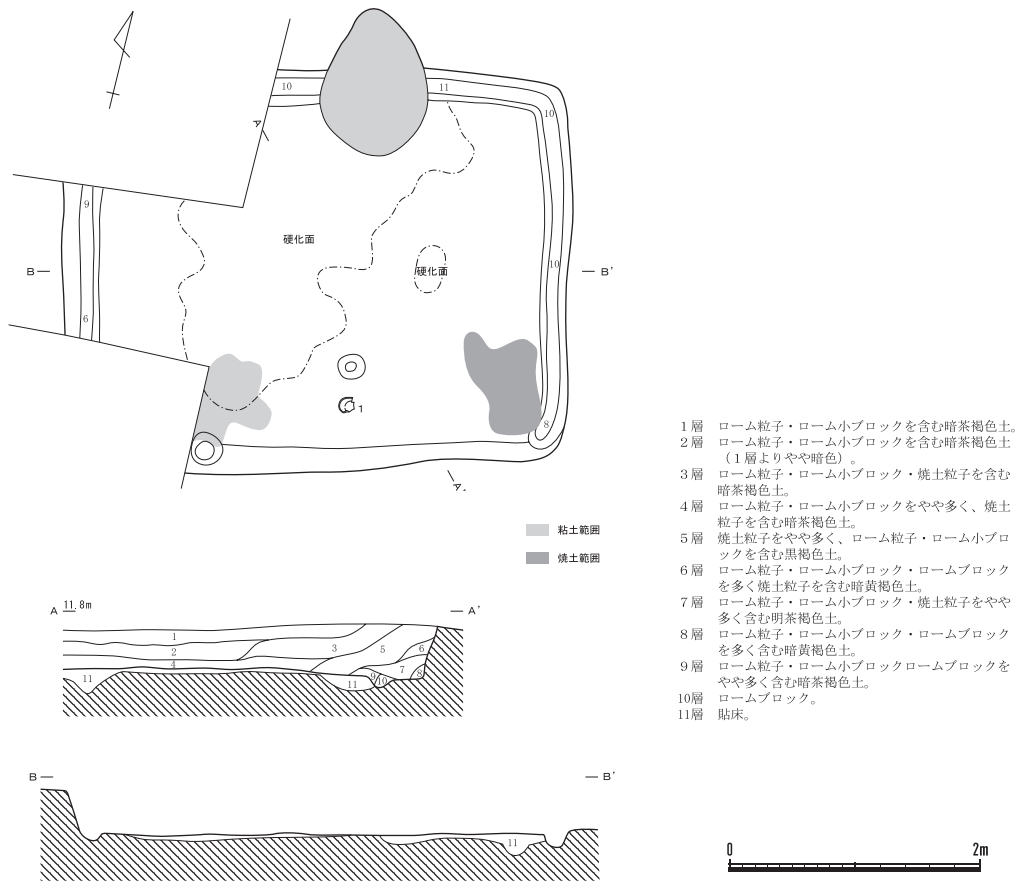 10
11
10
A
9
硬化面
B
硬化面
10
B'
6
1
8
A'
1層 ローム粒子・ローム小ブロックを含む暗茶褐色土。
2層 ローム粒子・ローム小ブロックを含む暗茶褐色土
（1層よりやや暗色）。
3層 ローム粒子・ローム小ブロック・焼土粒子を含む
暗茶褐色土。
4層 ローム粒子・ローム小ブロックをやや多く、焼土
粒子を含む暗茶褐色土。
5層 焼土粒子をやや多く、ローム粒子・ローム小ブロ
ックを含む黒褐色土。
6層 ローム粒子・ローム小ブロック・ロームブロック
を多く焼土粒子を含む暗黄褐色土。
7層 ローム粒子・ローム小ブロック・焼土粒子をやや
多く含む明茶褐色土。
8層 ローム粒子・ローム小ブロック・ロームブロック
を多く含む暗黄褐色土。
9層 ローム粒子・ローム小ブロックロームブロックを
やや多く含む暗茶褐色土。
10層 ロームブロック。
11層 貼床。
粘土範囲
焼土範囲
A 11.8m A'
1
2
3
5
6
4
7
11
11
9
10
8
B B'
11
0 2m